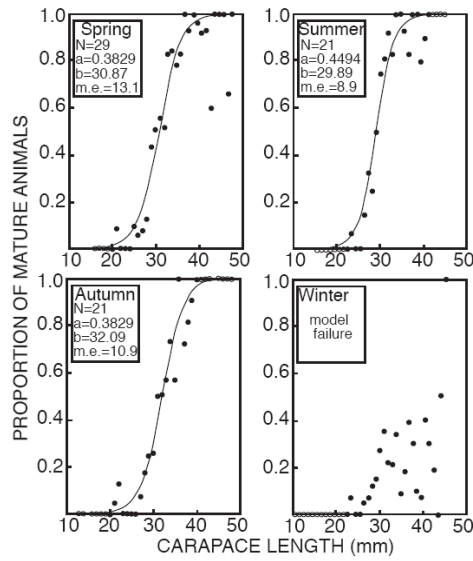 PROPORTION OF MATURE ANIMALS
1.0
0.8
0.6
0.4
0.2
Spring
N=29
a=0.3829
b=30.87
m.e.=13.1
10 20 30 40 50
1.0
0.8
0.6
0.4
0.2
Summer
N=21
a=0.4494
b=29.89
m.e.=8.9
10 20 30 40 50
1.0
0.8
0.6
0.4
0.2
Autumn
N=21
a=0.3829
b=32.09
m.e.=10.9
10 20 30 40 50
1.0
0.8
0.6
0.4
0.2
Winter
model
failure
10 20 30 40 50
CARAPACE LENGTH (mm)